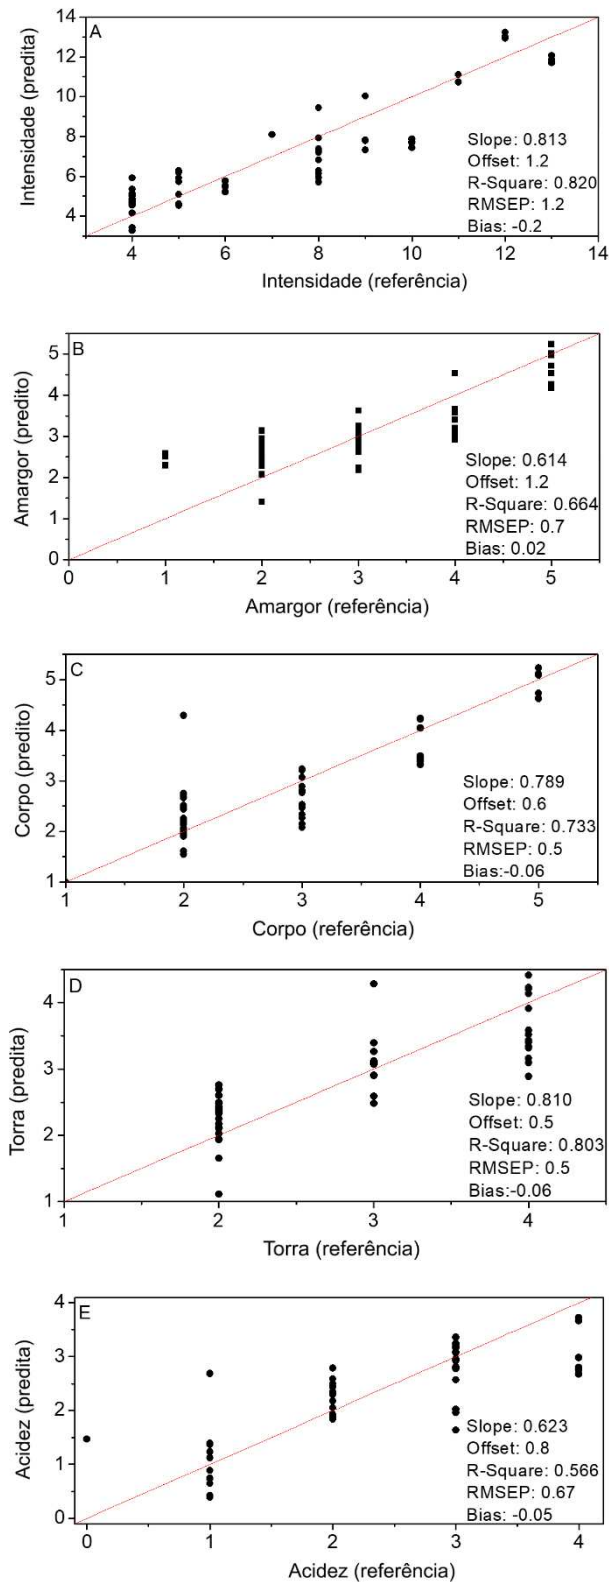 14
A
12
10
8
6
4
Intensidade (predita)
Slope: 0.813
Offset: 1.2
R-Square: 0.820
RMSEP: 1.2
Bias: -0.2
4 6 8 10 12 14
Intensidade (referência)
B
5
4
3
2
1
0
Amargor (predito)
Slope: 0.614
Offset: 1.2
R-Square: 0.664
RMSEP: 0.7
Bias: 0.02
0 1 2 3 4 5
Amargor (referência)
C
5
4
3
2
1
Corpo (predito)
Slope: 0.789
Offset: 0.6
R-Square: 0.733
RMSEP: 0.5
Bias:-0.06
1 2 3 4 5
Corpo (referência)
D
4
3
2
1
Torra (predita)
Slope: 0.810
Offset: 0.5
R-Square: 0.803
RMSEP: 0.5
Bias:-0.06
1 2 3 4
Torra (referência)
E
4
3
2
1
0
Acidez (predita)
Slope: 0.623
Offset: 0.8
R-Square: 0.566
RMSEP: 0.67
Bias: -0.05
0 1 2 3 4
Acidez (referência)